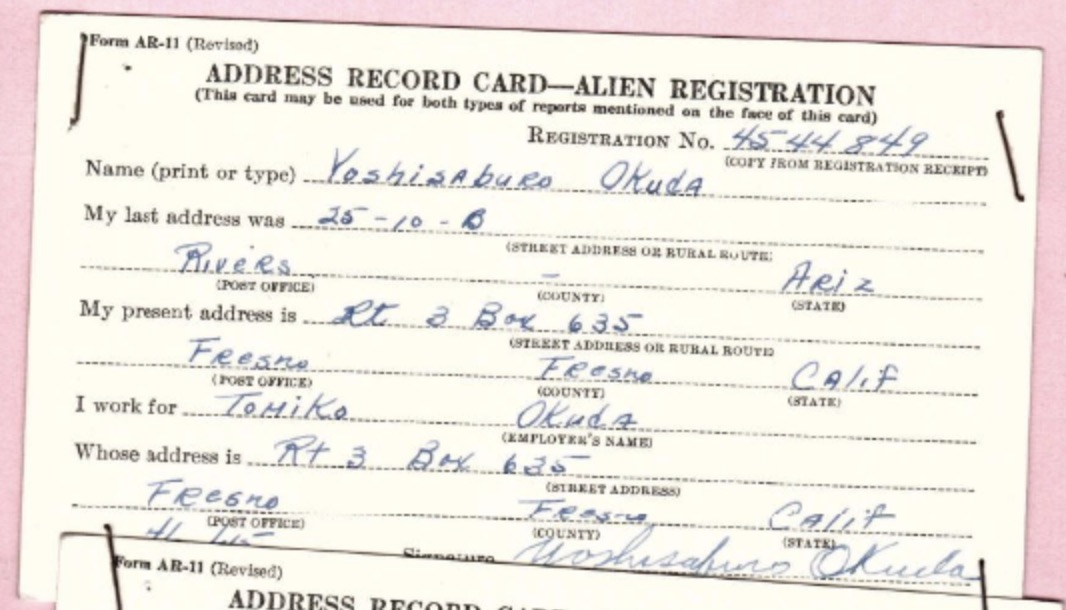 Form AR-11 (Revised)
ADDRESS RECORD CARD—ALIEN REGISTRATION
(This card may be used for both types of reports mentioned on the face of this card)
REGISTRATION No. 4544849
(COPY FROM REGISTRATION RECEIPT)
Name (print or type) Yoshisaburo Okuda
My last address was 25-10-B
(STREET ADDRESS OR RURAL ROUTE)
Rivers - Ariz
(POST OFFICE) (COUNTY) (STATE)
My present address is Rt 3 Box 635
(STREET ADDRESS OR RURAL ROUTE)
Fresno Fresno Calif
(POST OFFICE) (COUNTY) (STATE)
I work for Tomiko Okuda
(EMPLOYER'S NAME)
Whose address is Rt 3 Box 635
(STREET ADDRESS)
Fresno Fresno Calif
(POST OFFICE) (COUNTY) (STATE)
Signature Yoshisaburo Okuda
Form AR-11 (Revised)
ADDRESS RECORD